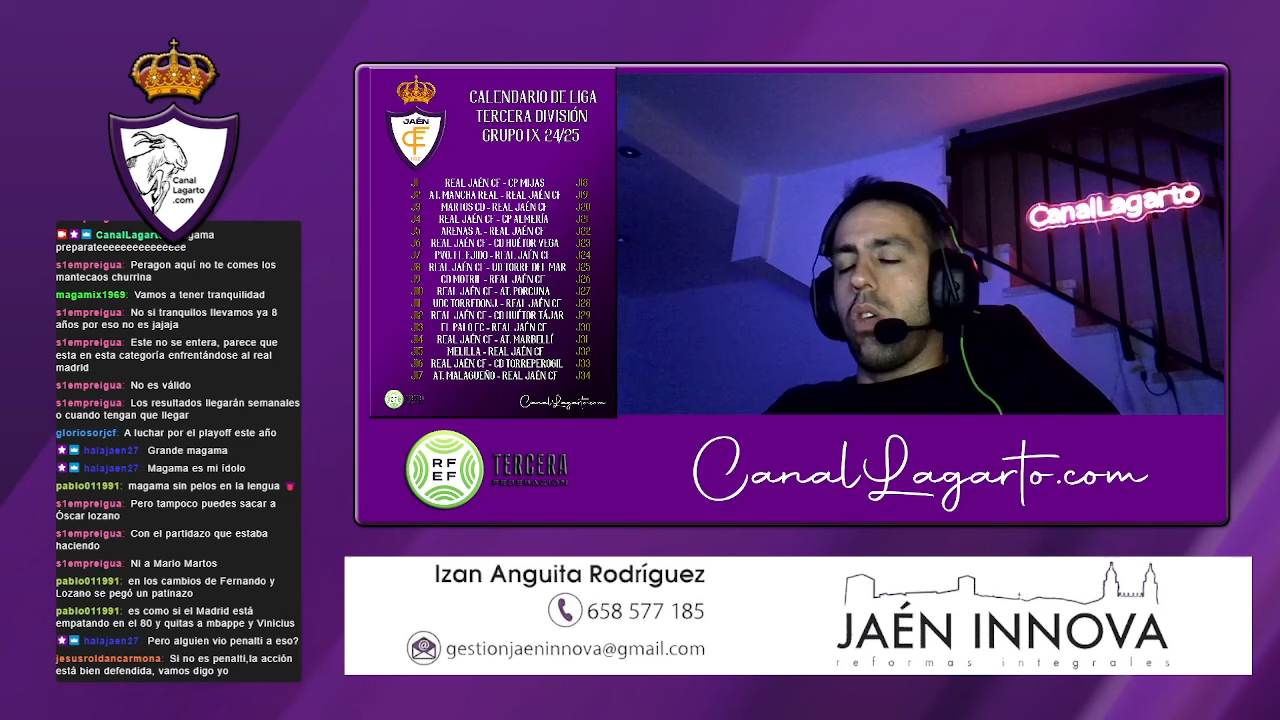 Canal
Lagarto
.com
preparateeeeeeeeeeeeeee
s1empreigua: Peragon aquí no te comes los
mantecaos churrina
magamix1969: Vamos a tener tranquilidad
s1empreigua: No si tranquilos llevamos ya 8
años por eso no es jajaja
s1empreigua: Este no se entera, parece que
esta en esta categoría enfrentándose al real
madrid
s1empreigua: No es válido
s1empreigua: Los resultados llegarán semanales
o cuando tengan que llegar
gloriosorjcf: A luchar por el playoff este año
halajaen27 Grande magama
halajaen27 Magama es mi ídolo
pablo011991: magama sin pelos en la lengua
s1empreigua: Pero tampoco puedes sacar a
Óscar lozano
s1empreigua: Con el partidazo que estaba
haciendo
s1empreigua: Ni a Mario Martos
pablo011991: en los cambios de Fernando y
Lozano se pegó un patinazo
pablo011991: es como si el Madrid está
empatando en el 80 y quitas a mbappe y Vinicius
halajaen27 Pero alguien vio penalti a eso?
jesusroldancarmona: Si no es penalti,la acción
está bien defendida, vamos digo yo
JAÉN
CALENDARIO DE LIGA
TERCERA DIVISIÓN
GRUPO IX 24/25
J1 REAL JAÉN CF - CP MIJAS J18
J2 AT. MANCHA REAL - REAL JAÉN CF J19
J3 MARTOS CD - REAL JAÉN CF J20
J4 REAL JAÉN CF - CP ALMERÍA J21
J5 ARENAS A. - REAL JAÉN CF J22
J6 REAL JAÉN CF - CD HUÉTOR VEGA J23
J7 PVO. EL EJIDO - REAL JAÉN CF J24
J8 REAL JAÉN CF - UD TORRE DEL MAR J25
J9 CD MOTRIL - REAL JAÉN CF J26
J10 REAL JAÉN CF - AT. PORCUNA J27
J11 UDC TORREDONJ. - REAL JAÉN CF J28
J12 REAL JAÉN CF - CD HUÉTOR TÁJAR J29
J13 EL PALO FC - REAL JAÉN CF J30
J14 REAL JAÉN CF - AT. MARBELLÍ J31
J15 MELILLA - REAL JAÉN CF J32
J16 REAL JAÉN CF - CD TORREPEROGIL J33
J17 AT. MALAGUEÑO - REAL JAÉN CF J34
CanalLagarto.com
CanalLagarto
RF
EF
TERCERA
FEDERACIÓN
CanalLagarto.com
Izan Anguita Rodríguez
658 577 185
gestionjaeninnova@gmail.com
JAÉN INNOVA
reformas integrales